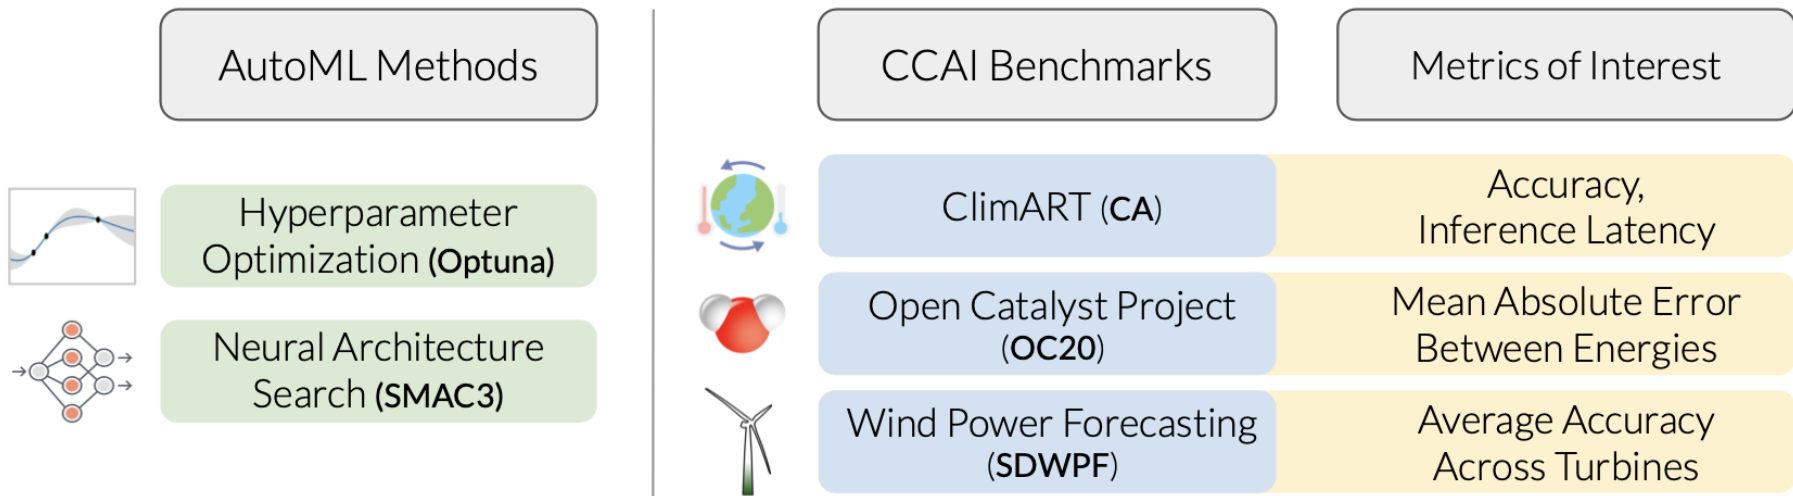 AutoML Methods
CCAI Benchmarks
Metrics of Interest
Hyperparameter
Optimization (Optuna)
Neural Architecture
Search (SMAC3)
ClimART (CA)
Accuracy,
Inference Latency
Open Catalyst Project
(OC20)
Mean Absolute Error
Between Energies
Wind Power Forecasting
(SDWPF)
Average Accuracy
Across Turbines